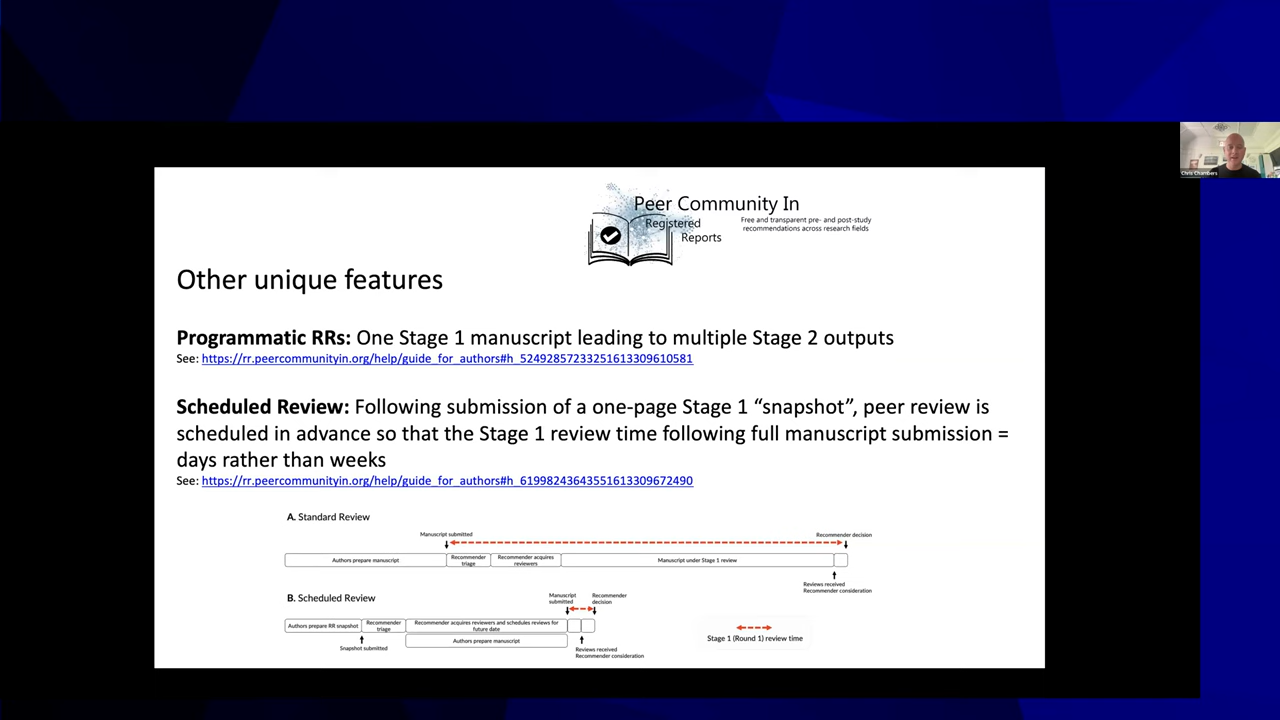 Peer Community In
Registered
Reports
Free and transparent pre- and post-study
recommendations across research fields
Chris Chambers
Other unique features
Programmatic RRs: One Stage 1 manuscript leading to multiple Stage 2 outputs
See: https://rr.peercommunityin.org/help/guide_for_authors#h_52492857233251613309610581
Scheduled Review: Following submission of a one-page Stage 1 “snapshot”, peer review is
scheduled in advance so that the Stage 1 review time following full manuscript submission =
days rather than weeks
See: https://rr.peercommunityin.org/help/guide_for_authors#h_61998243643551613309672490
A. Standard Review
Manuscript submitted
Recommender decision
Authors prepare manuscript
Recommender
triage
Recommender acquires
reviewers
Manuscript under Stage 1 review
Reviews received
Recommender consideration
B. Scheduled Review
Manuscript
submitted
Recommender
decision
Authors prepare RR snapshot
Recommender
triage
Recommender acquires reviewers and schedules reviews for
future date
Authors prepare manuscript
Snapshot submitted
Reviews received
Recommender consideration
Stage 1 (Round 1) review time